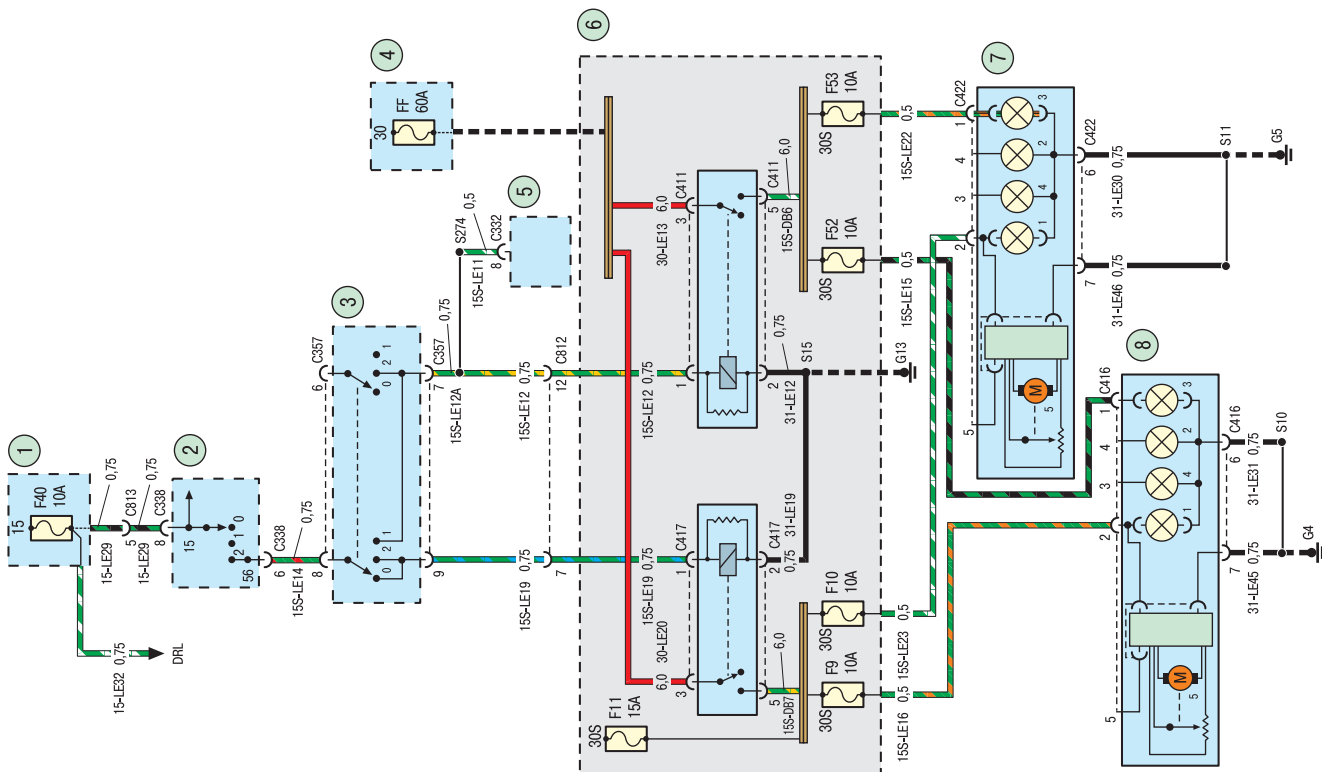 1
15
F40
10A
15-LE29
0,75
C813
5
15-LE29
0,75
C338
8
15-LE32 0,75
DRL
2
15
0
1
2
56
C338
6
15S-LE14
0,75
3
8
0
2
1
9
C357
6
0
2
1
C357
7
15S-LE12A
0,75
S274
15S-LE11
0,5
C332
8
5
4
30
FF
60A
15S-LE19 0,75
7
15S-LE12 0,75
C812
12
6
15S-LE19 0,75
C417
1
15S-LE12 0,75
1
30-LE20
6,0
3
30-LE13
6,0
C411
3
C417
2
0,75
31-LE19
5
15S-DB7
6,0
2
31-LE12
0,75
S15
G13
C411
5
15S-DB6
6,0
30S
F11
15A
30S
F9
10A
30S
F10
10A
30S
F52
10A
30S
F53
10A
15S-LE16 0,5
15S-LE23 0,5
15S-LE15 0,5
15S-LE22 0,5
7
C422
1
4
3
2
5
1
4
2
3
M
5
C422
6
31-LE30 0,75
7
31-LE46 0,75
S11
G5
8
C416
1
4
3
2
5
1
4
2
3
M
5
C416
6
31-LE31 0,75
7
31-LE45 0,75
S10
G4